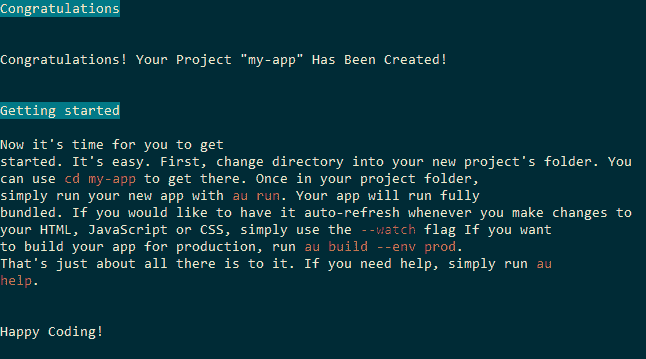 Congratulations
Congratulations! Your Project "my-app" Has Been Created!
Getting started
Now it's time for you to get
started. It's easy. First, change directory into your new project's folder. You
can use cd my-app to get there. Once in your project folder,
simply run your new app with au run. Your app will run fully
bundled. If you would like to have it auto-refresh whenever you make changes to
your HTML, JavaScript or CSS, simply use the --watch flag If you want
to build your app for production, run au build --env prod.
That's just about all there is to it. If you need help, simply run au
help.
Happy Coding!